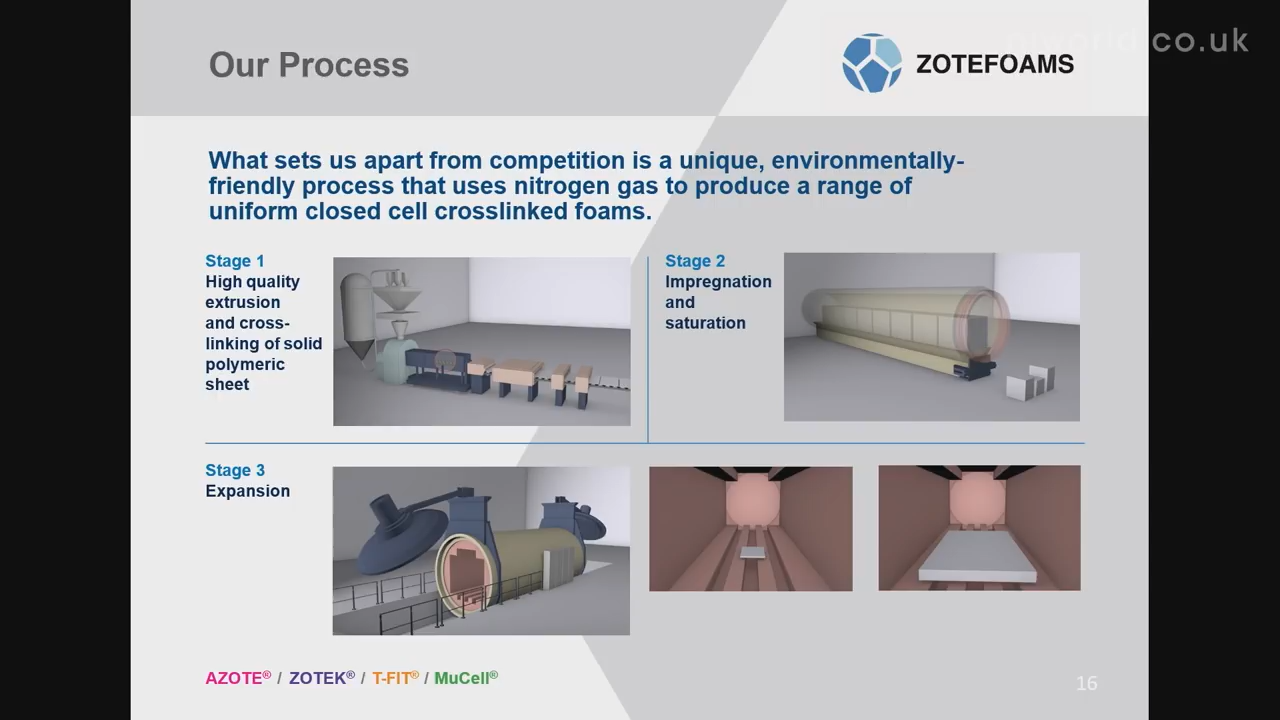 Our Process
ZOTEFOAMS
co.uk
What sets us apart from competition is a unique, environmentally-
friendly process that uses nitrogen gas to produce a range of
uniform closed cell crosslinked foams.
Stage 1
High quality
extrusion
and cross-
linking of solid
polymeric
sheet
Stage 2
Impregnation
and
saturation
Stage 3
Expansion
AZOTE® / ZOTEK® / T-FIT® / MuCell®
16